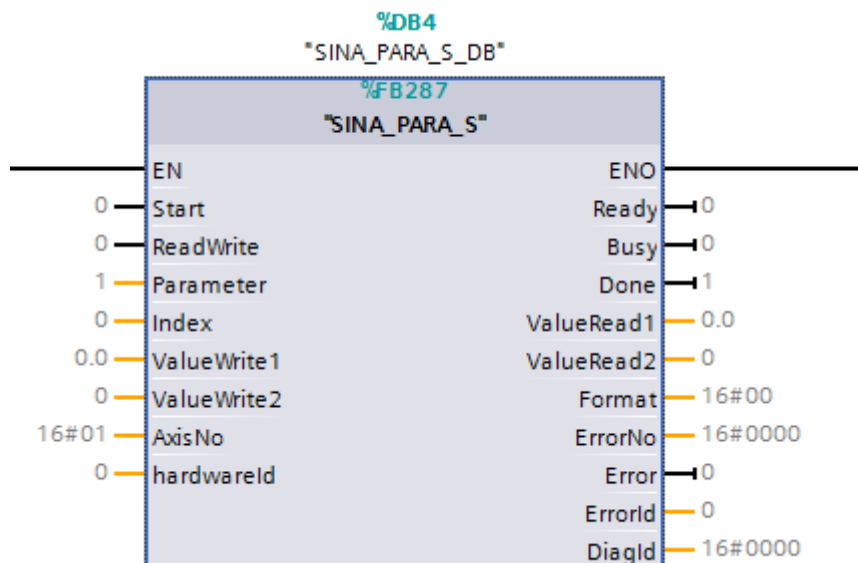 %DB4
"SINA_PARA_S_DB"
%FB287
"SINA_PARA_S"
EN ENO
0 Start Ready 0
0 ReadWrite Busy 0
1 Parameter Done 1
0 Index ValueRead1 0.0
0.0 ValueWrite1 ValueRead2 0
0 ValueWrite2 Format 16#00
16#01 AxisNo ErrorNo 16#0000
0 hardwareId Error 0
ErrorId 0
DiagId 16#0000